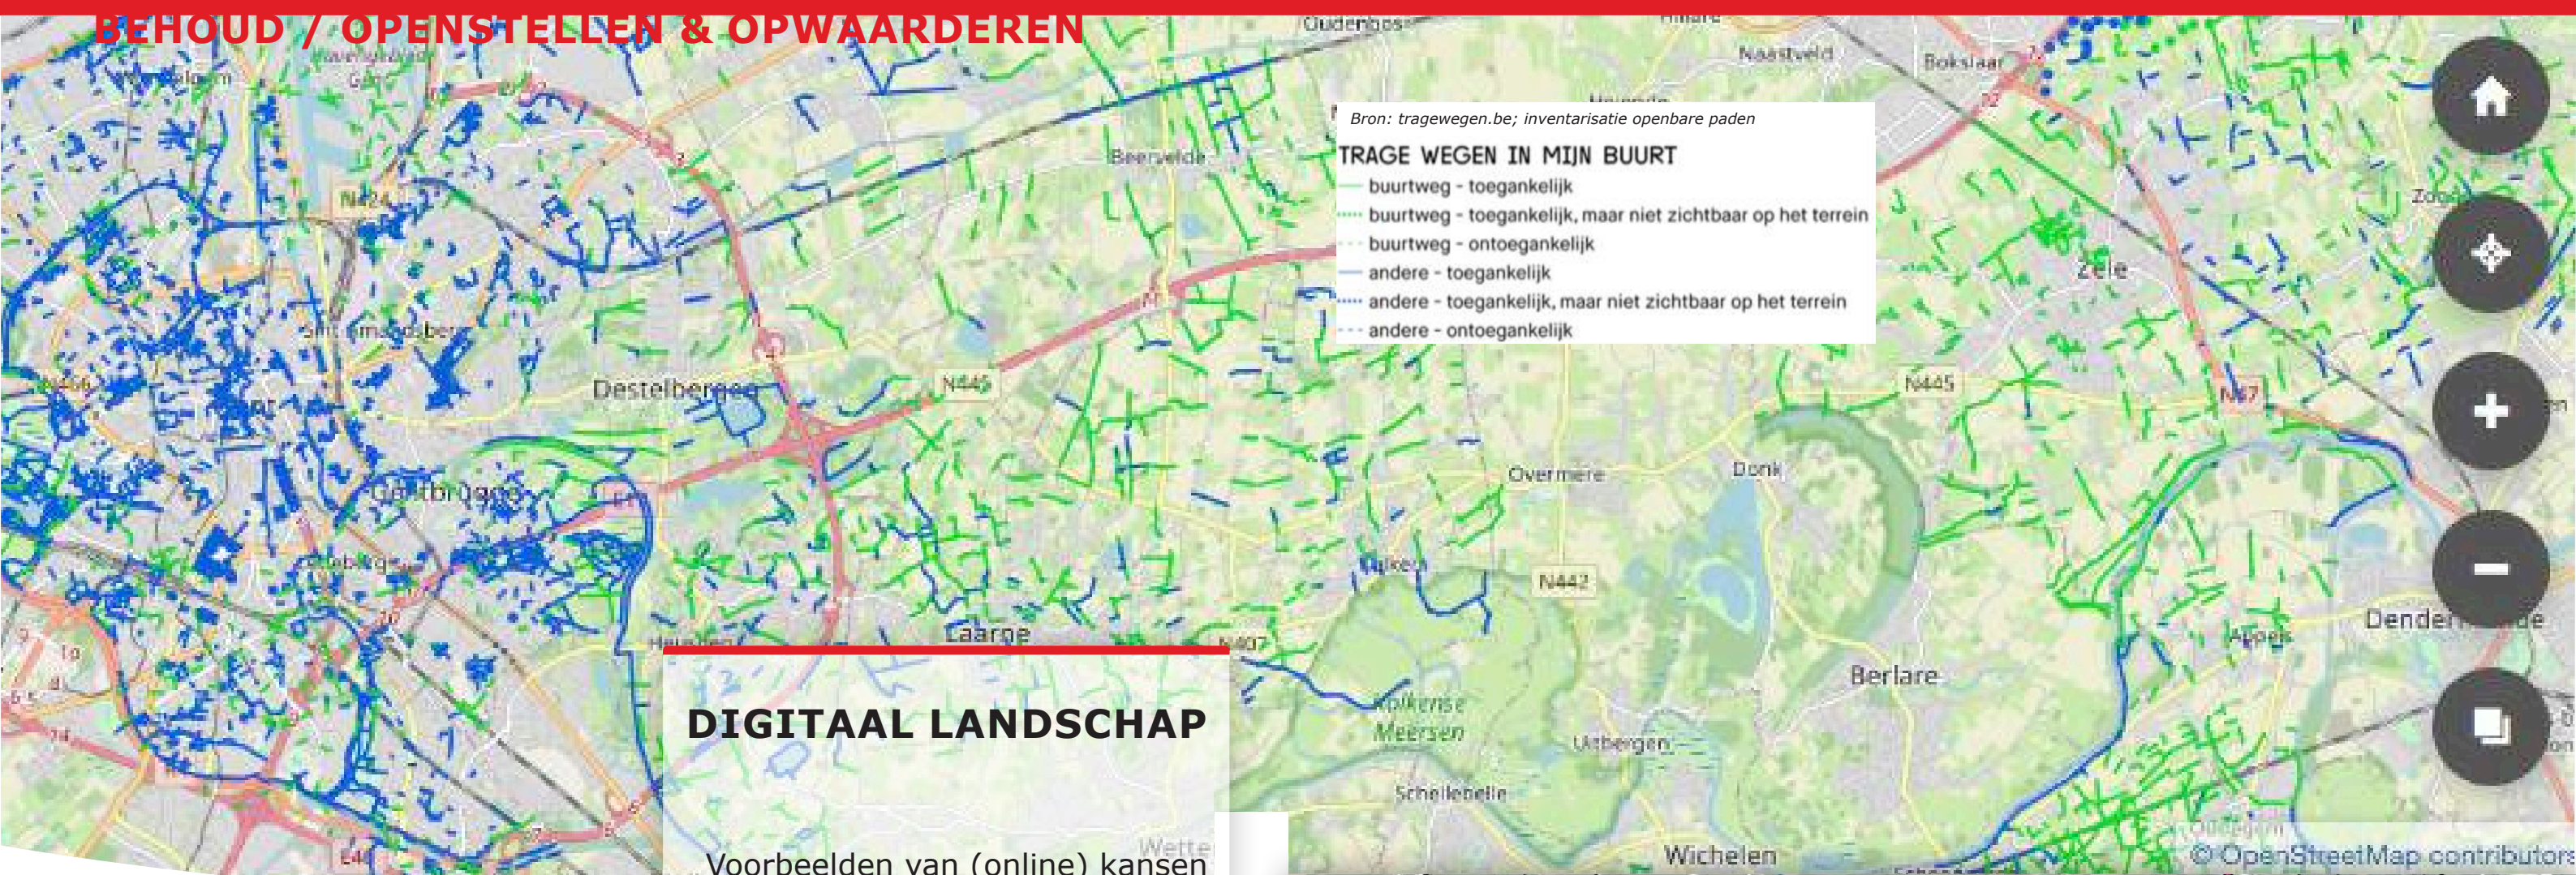 BEHOUD / OPENSTELLEN & OPWAARDEREN
Naastveld
Bokslaar
Bron: tragewegen.be; inventarisatie openbare paden
TRAGE WEGEN IN MIJN BUURT
buurtweg - toegankelijk
buurtweg - toegankelijk, maar niet zichtbaar op het terrein
buurtweg - ontoegankelijk
andere - toegankelijk
andere - toegankelijk, maar niet zichtbaar op het terrein
andere - ontoegankelijk
Beervelde
N424
Zele
Destelbergen
N445
N445
N47
Overmere
Donk
N442
Laarne
N407
Appels
Berlare
Kalkense
Meersen
Uitbergen
Schellebelle
Wichelen
DIGITAAL LANDSCHAP
Voorbeelden van (online) kansen
© OpenStreetMap contributors